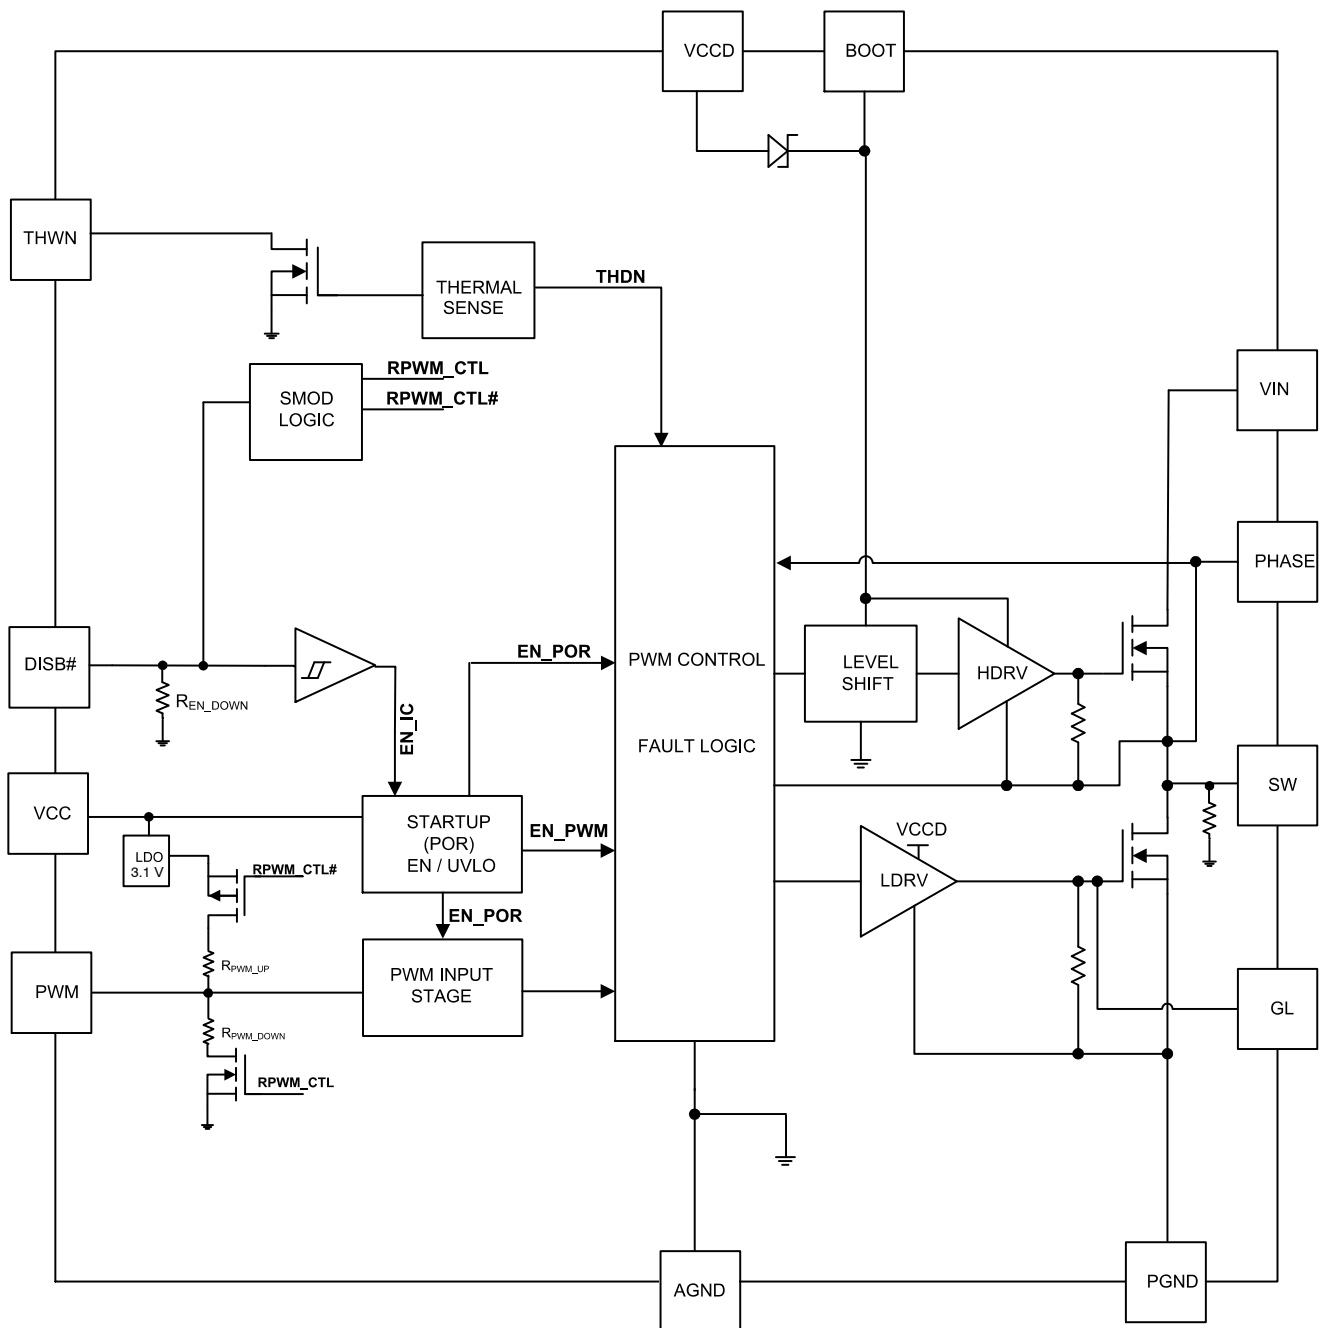 VCCD
BOOT
THWN
THERMAL
SENSE
THDN
SMOD
LOGIC
RPWM_CTL
RPWM_CTL#
VIN
PHASE
DISB#
REN_DOWN
EN_IC
EN_POR
PWM CONTROL
FAULT LOGIC
LEVEL
SHIFT
HDRV
VCC
LDO
3.1 V
STARTUP
(POR)
EN / UVLO
EN_PWM
VCCD
LDRV
SW
RPWM_CTL#
EN_POR
RPWM_UP
PWM
PWM INPUT
STAGE
RPWM_DOWN
RPWM_CTL
GL
AGND
PGND